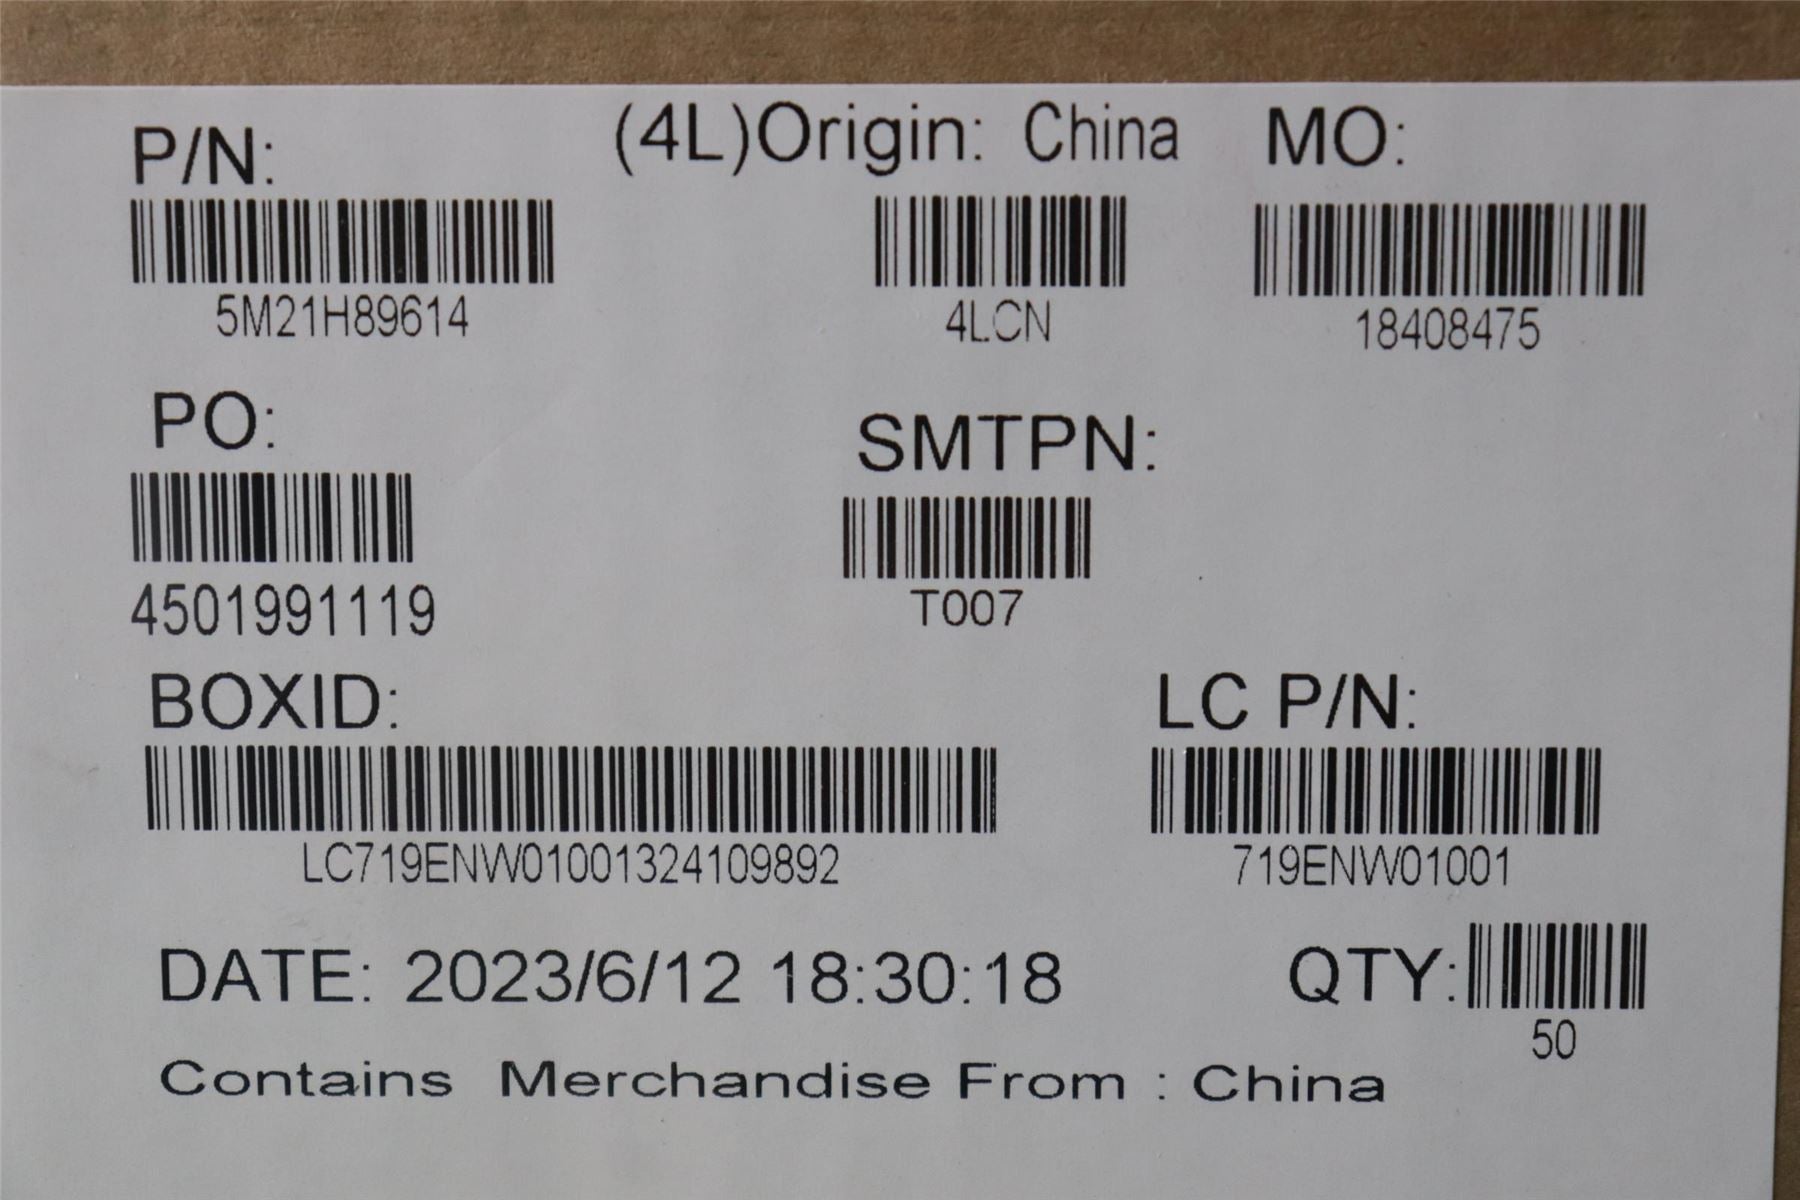 P/N: (4L)Origin: China MO:
5M21H89614 4LCN 18408475
PO: SMTPN:
4501991119 T007
BOXID: LC P/N:
LC719ENW01001324109892 719ENW01001
DATE: 2023/6/12 18:30:18 QTY:
50
Contains Merchandise From : China